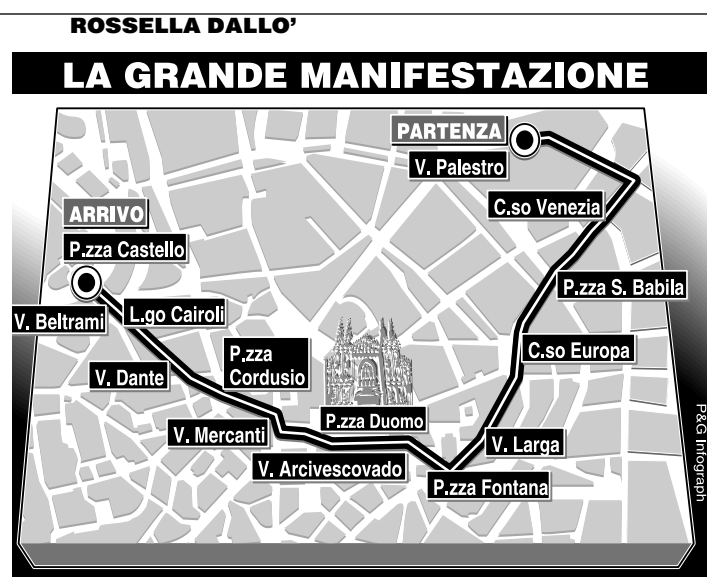 ROSSELLA DALLO'
LA GRANDE MANIFESTAZIONE
PARTENZA
V. Palestro
C.so Venezia
P.zza S. Babila
C.so Europa
V. Larga
P.zza Fontana
P.zza Duomo
V. Arcivescovado
V. Mercanti
P.zza
Cordusio
V. Dante
L.go Cairoli
V. Beltrami
P.zza Castello
ARRIVO
P&G Infograph